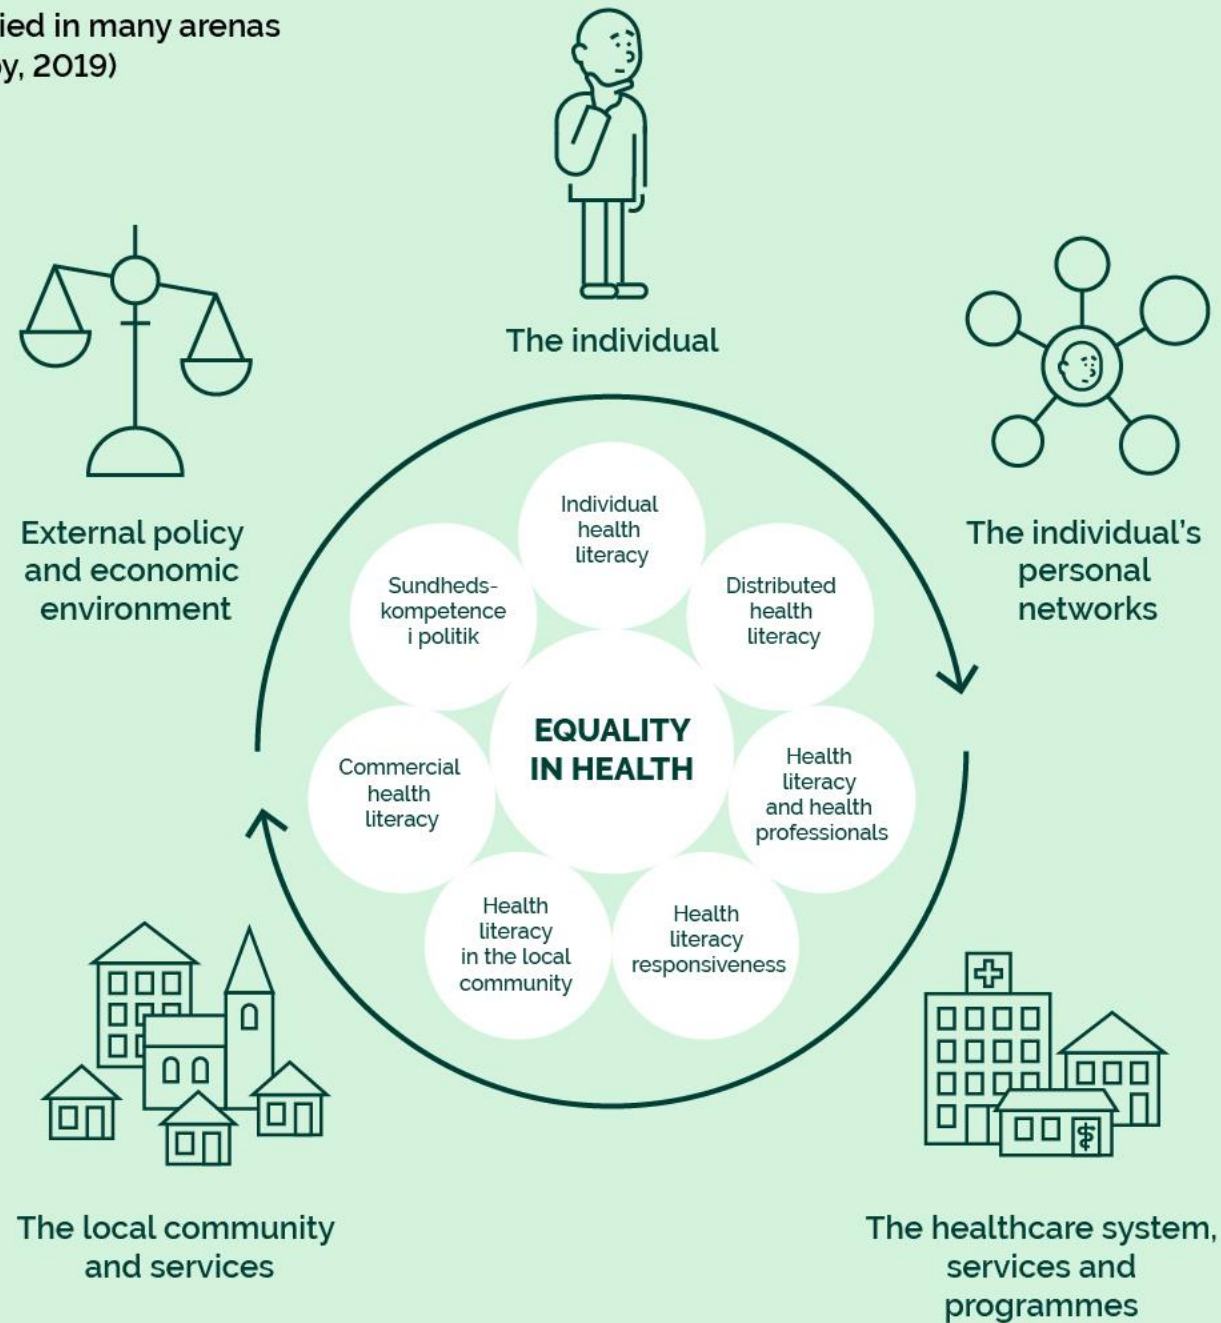 in many arenas
2019)
The individual
External policy
and economic
environment
The individual's
personal
networks
Individual
health
literacy
Distributed
health
literacy
Health
literacy
and health
professionals
Health
literacy
responsiveness
Health
literacy
in the local
community
Commercial
health
literacy
Sundheds-
kompetence
i politik
EQUALITY
IN HEALTH
The local community
and services
The healthcare system,
services and
programmes